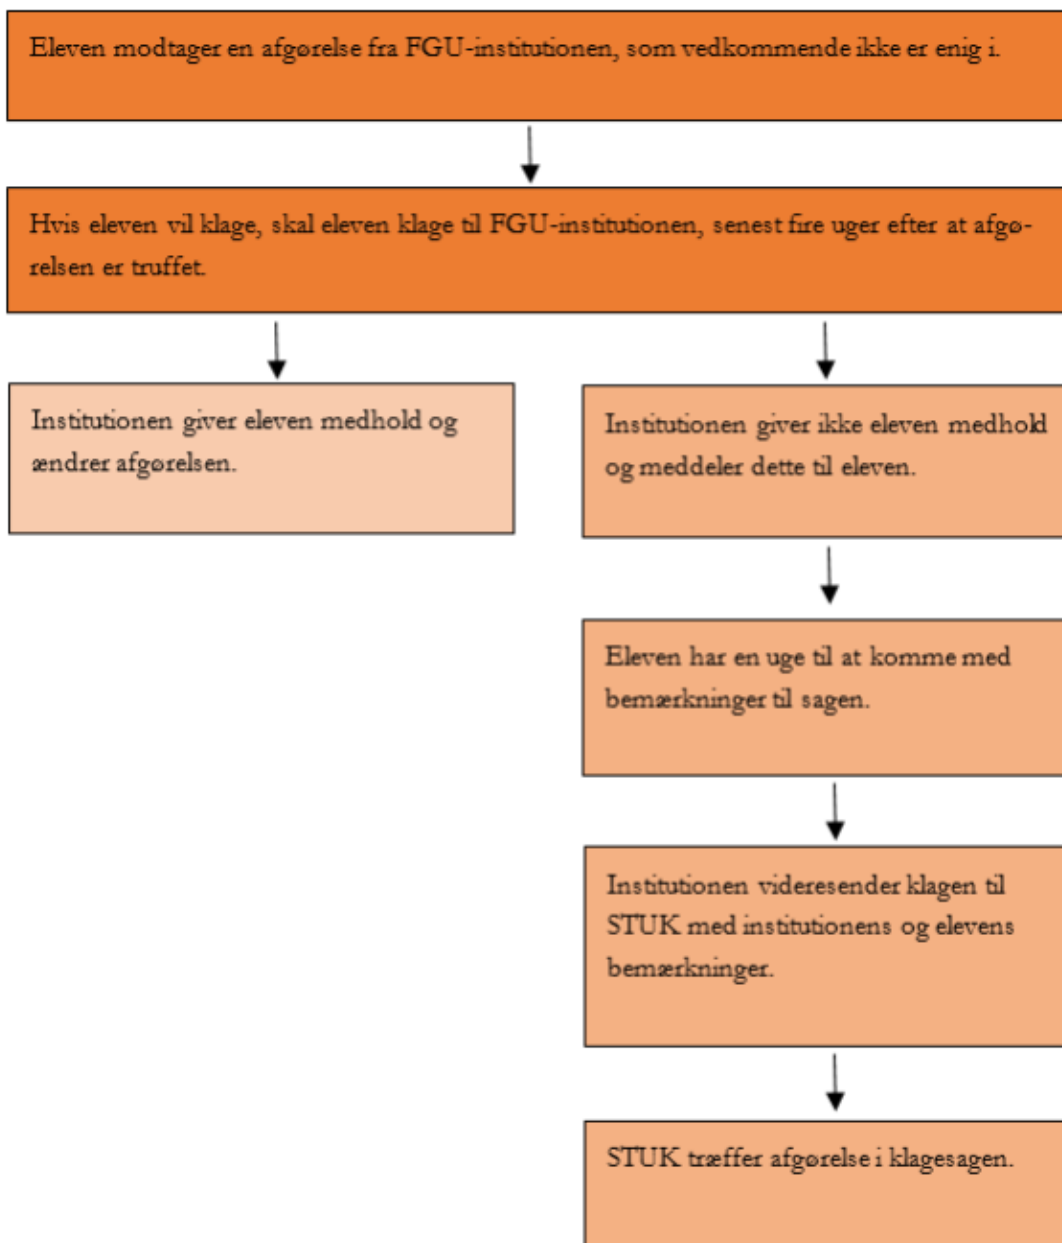 Eleven modtager en afgørelse fra FGU-institutionen, som vedkommende ikke er enig i.
Hvis eleven vil klage, skal eleven klage til FGU-institutionen, senest fire uger efter at afgø-
relsen er truffet.
Institutionen giver eleven medhold og
ændrer afgørelsen.
Institutionen giver ikke eleven medhold
og meddeler dette til eleven.
Eleven har en uge til at komme med
bemærkninger til sagen.
Institutionen videresender klagen til
STUK med institutionens og elevens
bemærkninger.
STUK træffer afgørelse i klagesagen.